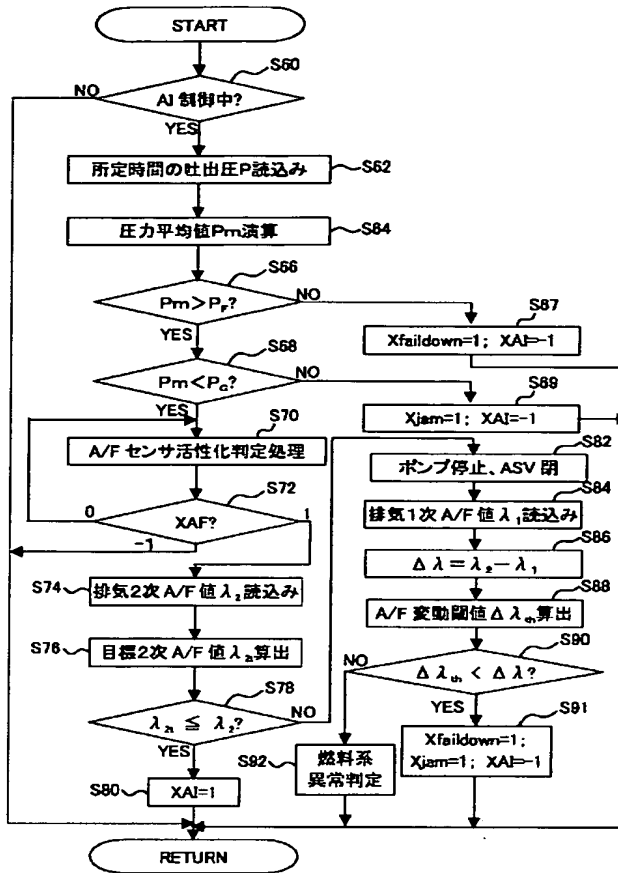 START
S60
AI 制御中?
NO
YES
所定時間の吐出圧P読込み
S62
圧力平均値Pm演算
S64
S66
Pm>PF?
NO
YES
S67
Xfaildown=1; XAI=-1
S68
Pm<PC?
NO
YES
S69
Xjam=1; XAI=-1
S70
A/F センサ活性化判定処理
S72
XAF?
0
1
-1
S74
排気2次 A/F 値 λ2読込み
S76
目標2次 A/F 値 λ2t算出
S78
λ2t ≦ λ2?
NO
YES
S80
XAI=1
S82
ポンプ停止、ASV 閉
S84
排気1次 A/F 値 λ1読込み
S86
Δλ=λ2-λ1
S88
A/F 変動閾値 Δλth算出
S90
Δλth < Δλ?
NO
YES
S91
Xfaildown=1;
Xjam=1; XAI=-1
S92
燃料系
異常判定
RETURN